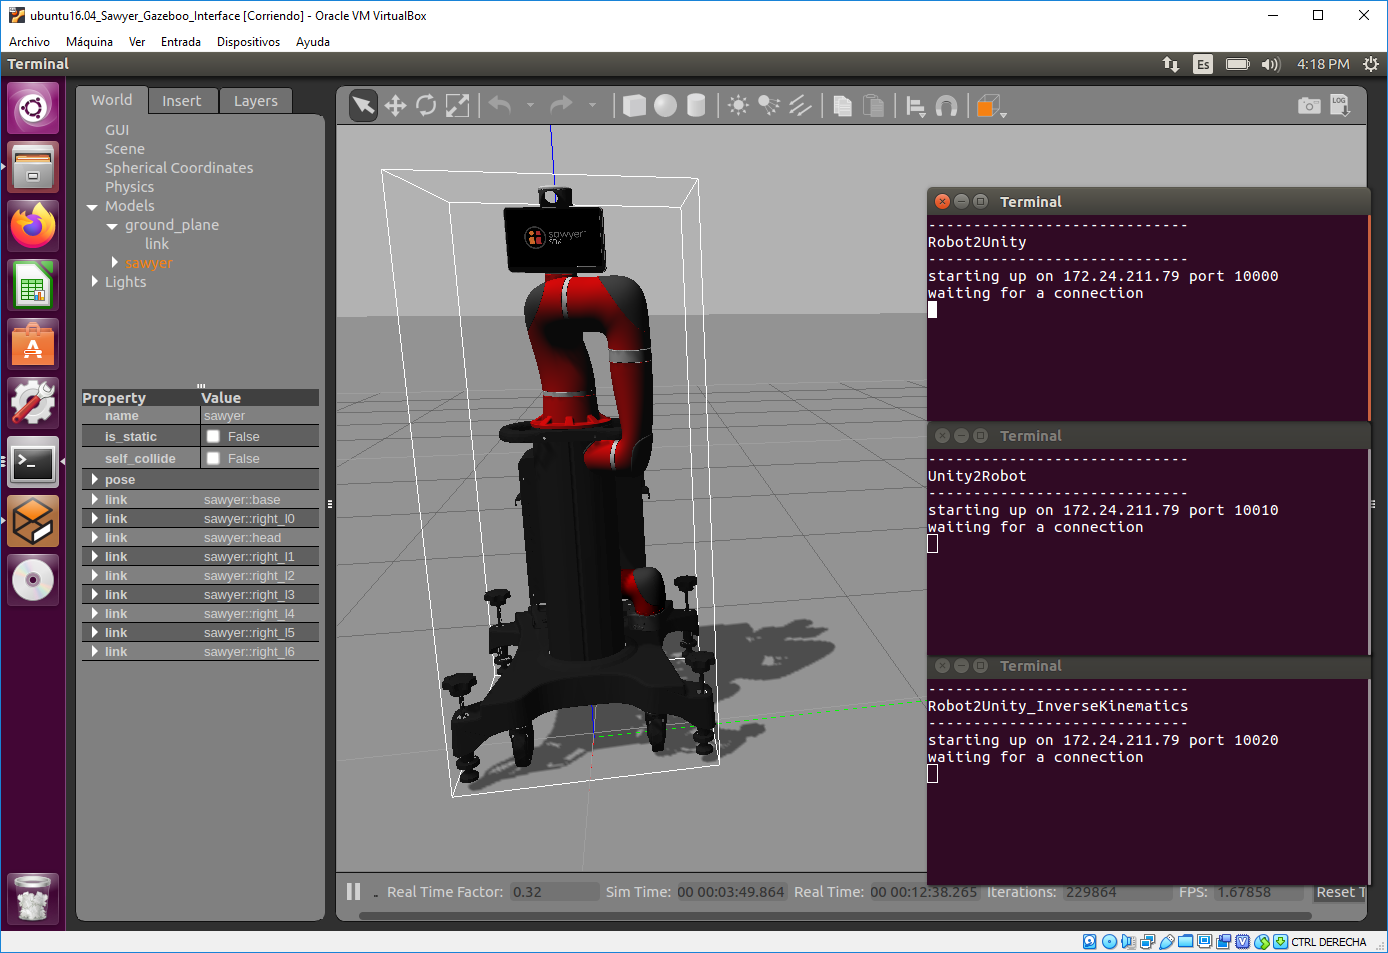 ubuntu16.04_Sawyer_Gazeboo_Interface [Corriendo] - Oracle VM VirtualBox
Archivo Máquina Ver Entrada Dispositivos Ayuda
Terminal
Es
4:18 PM
World Insert Layers
GUI
Scene
Spherical Coordinates
Physics
Models
ground_plane
link
sawyer
Lights
Property Value
name sawyer
is_static False
self_collide False
pose
link sawyer::base
link sawyer::right_l0
link sawyer::head
link sawyer::right_l1
link sawyer::right_l2
link sawyer::right_l3
link sawyer::right_l4
link sawyer::right_l5
link sawyer::right_l6
LOG
sawyer
Terminal
------------------------------
Robot2Unity
------------------------------
starting up on 172.24.211.79 port 10000
waiting for a connection
Terminal
------------------------------
Unity2Robot
------------------------------
starting up on 172.24.211.79 port 10010
waiting for a connection
Terminal
------------------------------
Robot2Unity_InverseKinematics
------------------------------
starting up on 172.24.211.79 port 10020
waiting for a connection
Real Time Factor: 0.32 Sim Time: 00 00:03:49.864 Real Time: 00 00:12:38.265 Iterations: 229864 FPS: 1.67858 Reset T
CTRL DERECHA